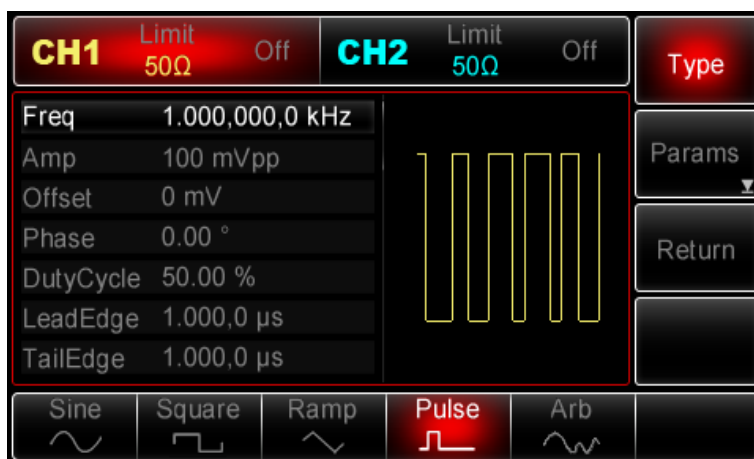 CH1 Limit 50Ω Off CH2 Limit 50Ω Off Type
Freq 1.000,000,0 kHz
Amp 100 mVpp
Offset 0 mV
Phase 0.00 °
DutyCycle 50.00 %
LeadEdge 1.000,0 µs
TailEdge 1.000,0 µs
Params
Return
Sine Square Ramp Pulse Arb